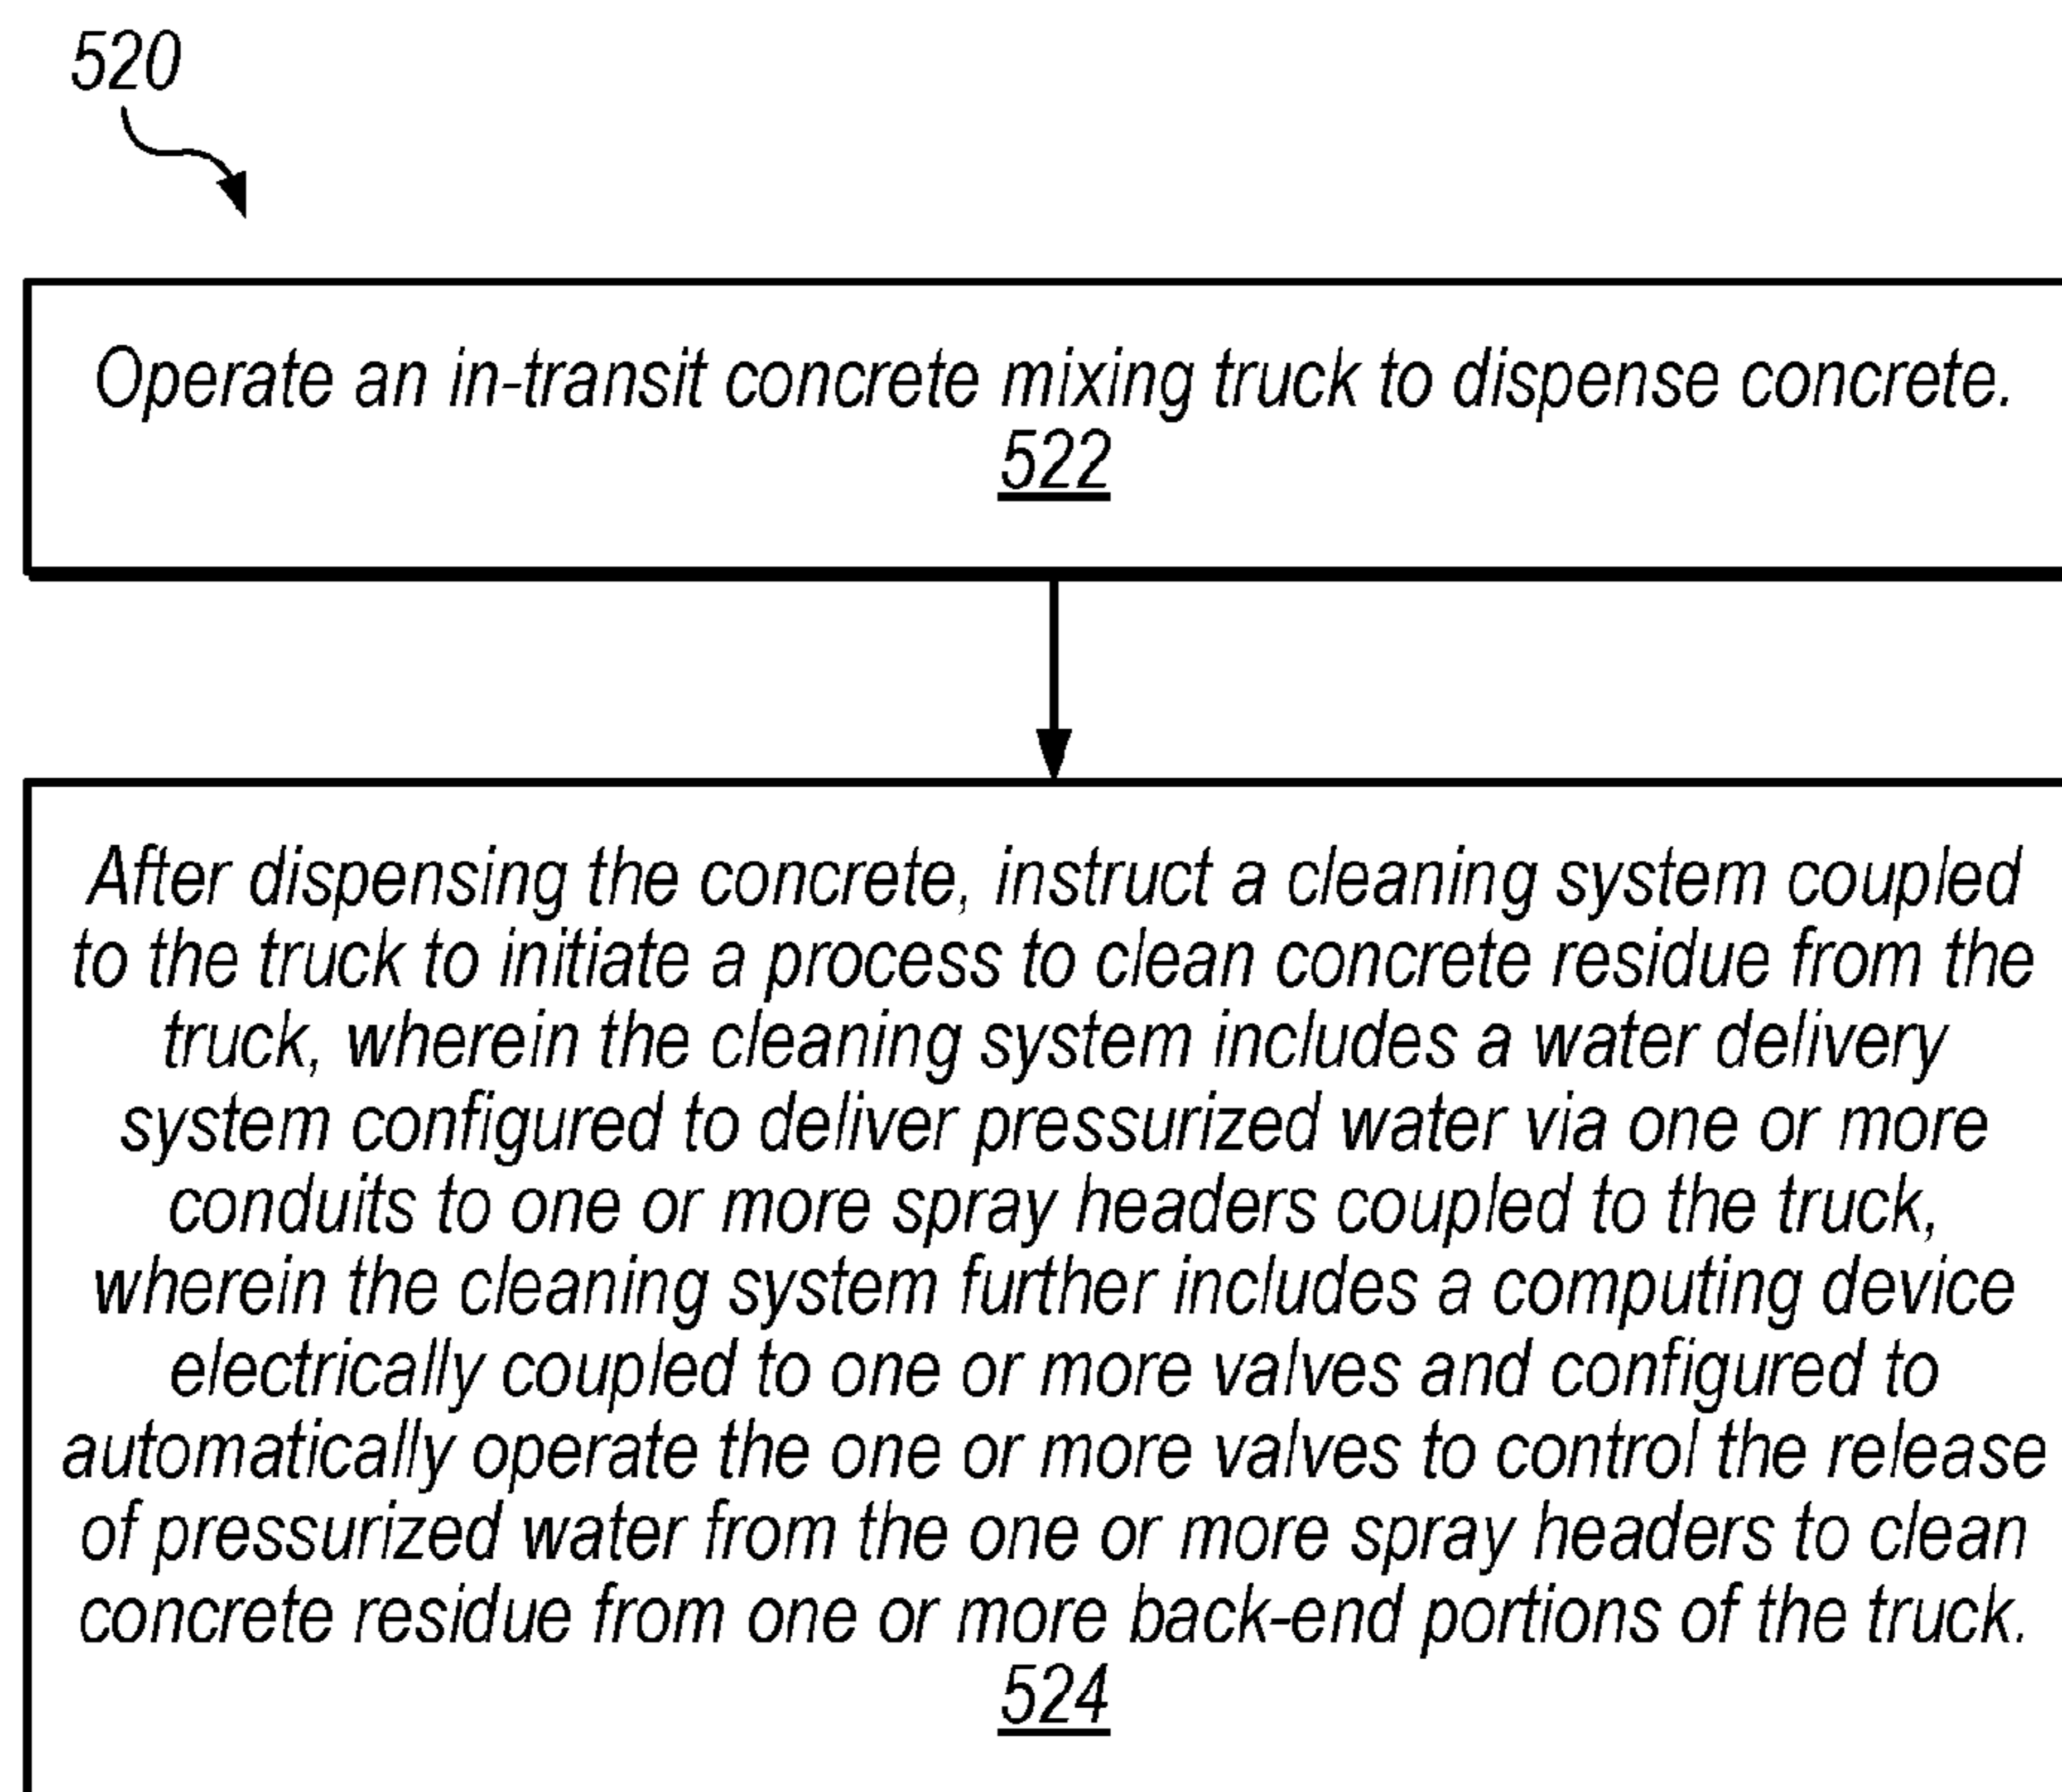 520
Operate an in-transit concrete mixing truck to dispense concrete.
522
After dispensing the concrete, instruct a cleaning system coupled
to the truck to initiate a process to clean concrete residue from the
truck, wherein the cleaning system includes a water delivery
system configured to deliver pressurized water via one or more
conduits to one or more spray headers coupled to the truck,
wherein the cleaning system further includes a computing device
electrically coupled to one or more valves and configured to
automatically operate the one or more valves to control the release
of pressurized water from the one or more spray headers to clean
concrete residue from one or more back-end portions of the truck.
524